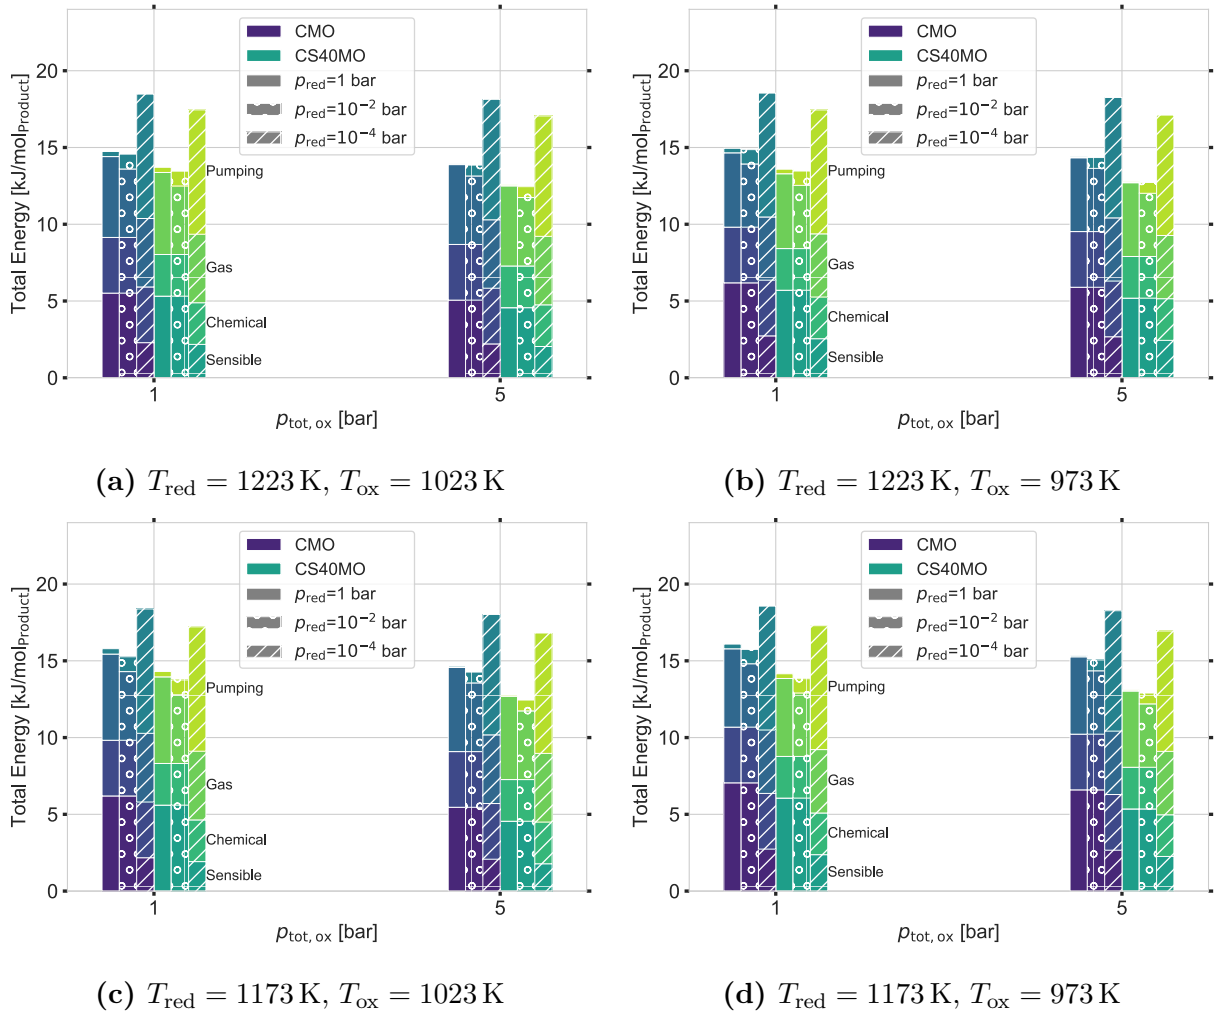 CMO
CS40MO
p_red=1 bar
p_red=10⁻² bar
p_red=10⁻⁴ bar
Total Energy [kJ/mol_Product]
20
15
10
5
0
Pumping
Gas
Chemical
Sensible
1
5
p_tot, ox [bar]
(a) T_red = 1223 K, T_ox = 1023 K
CMO
CS40MO
p_red=1 bar
p_red=10⁻² bar
p_red=10⁻⁴ bar
Total Energy [kJ/mol_Product]
20
15
10
5
0
Pumping
Gas
Chemical
Sensible
1
5
p_tot, ox [bar]
(b) T_red = 1223 K, T_ox = 973 K
CMO
CS40MO
p_red=1 bar
p_red=10⁻² bar
p_red=10⁻⁴ bar
Total Energy [kJ/mol_Product]
20
15
10
5
0
Pumping
Gas
Chemical
Sensible
1
5
p_tot, ox [bar]
(c) T_red = 1173 K, T_ox = 1023 K
CMO
CS40MO
p_red=1 bar
p_red=10⁻² bar
p_red=10⁻⁴ bar
Total Energy [kJ/mol_Product]
20
15
10
5
0
Pumping
Gas
Chemical
Sensible
1
5
p_tot, ox [bar]
(d) T_red = 1173 K, T_ox = 973 K